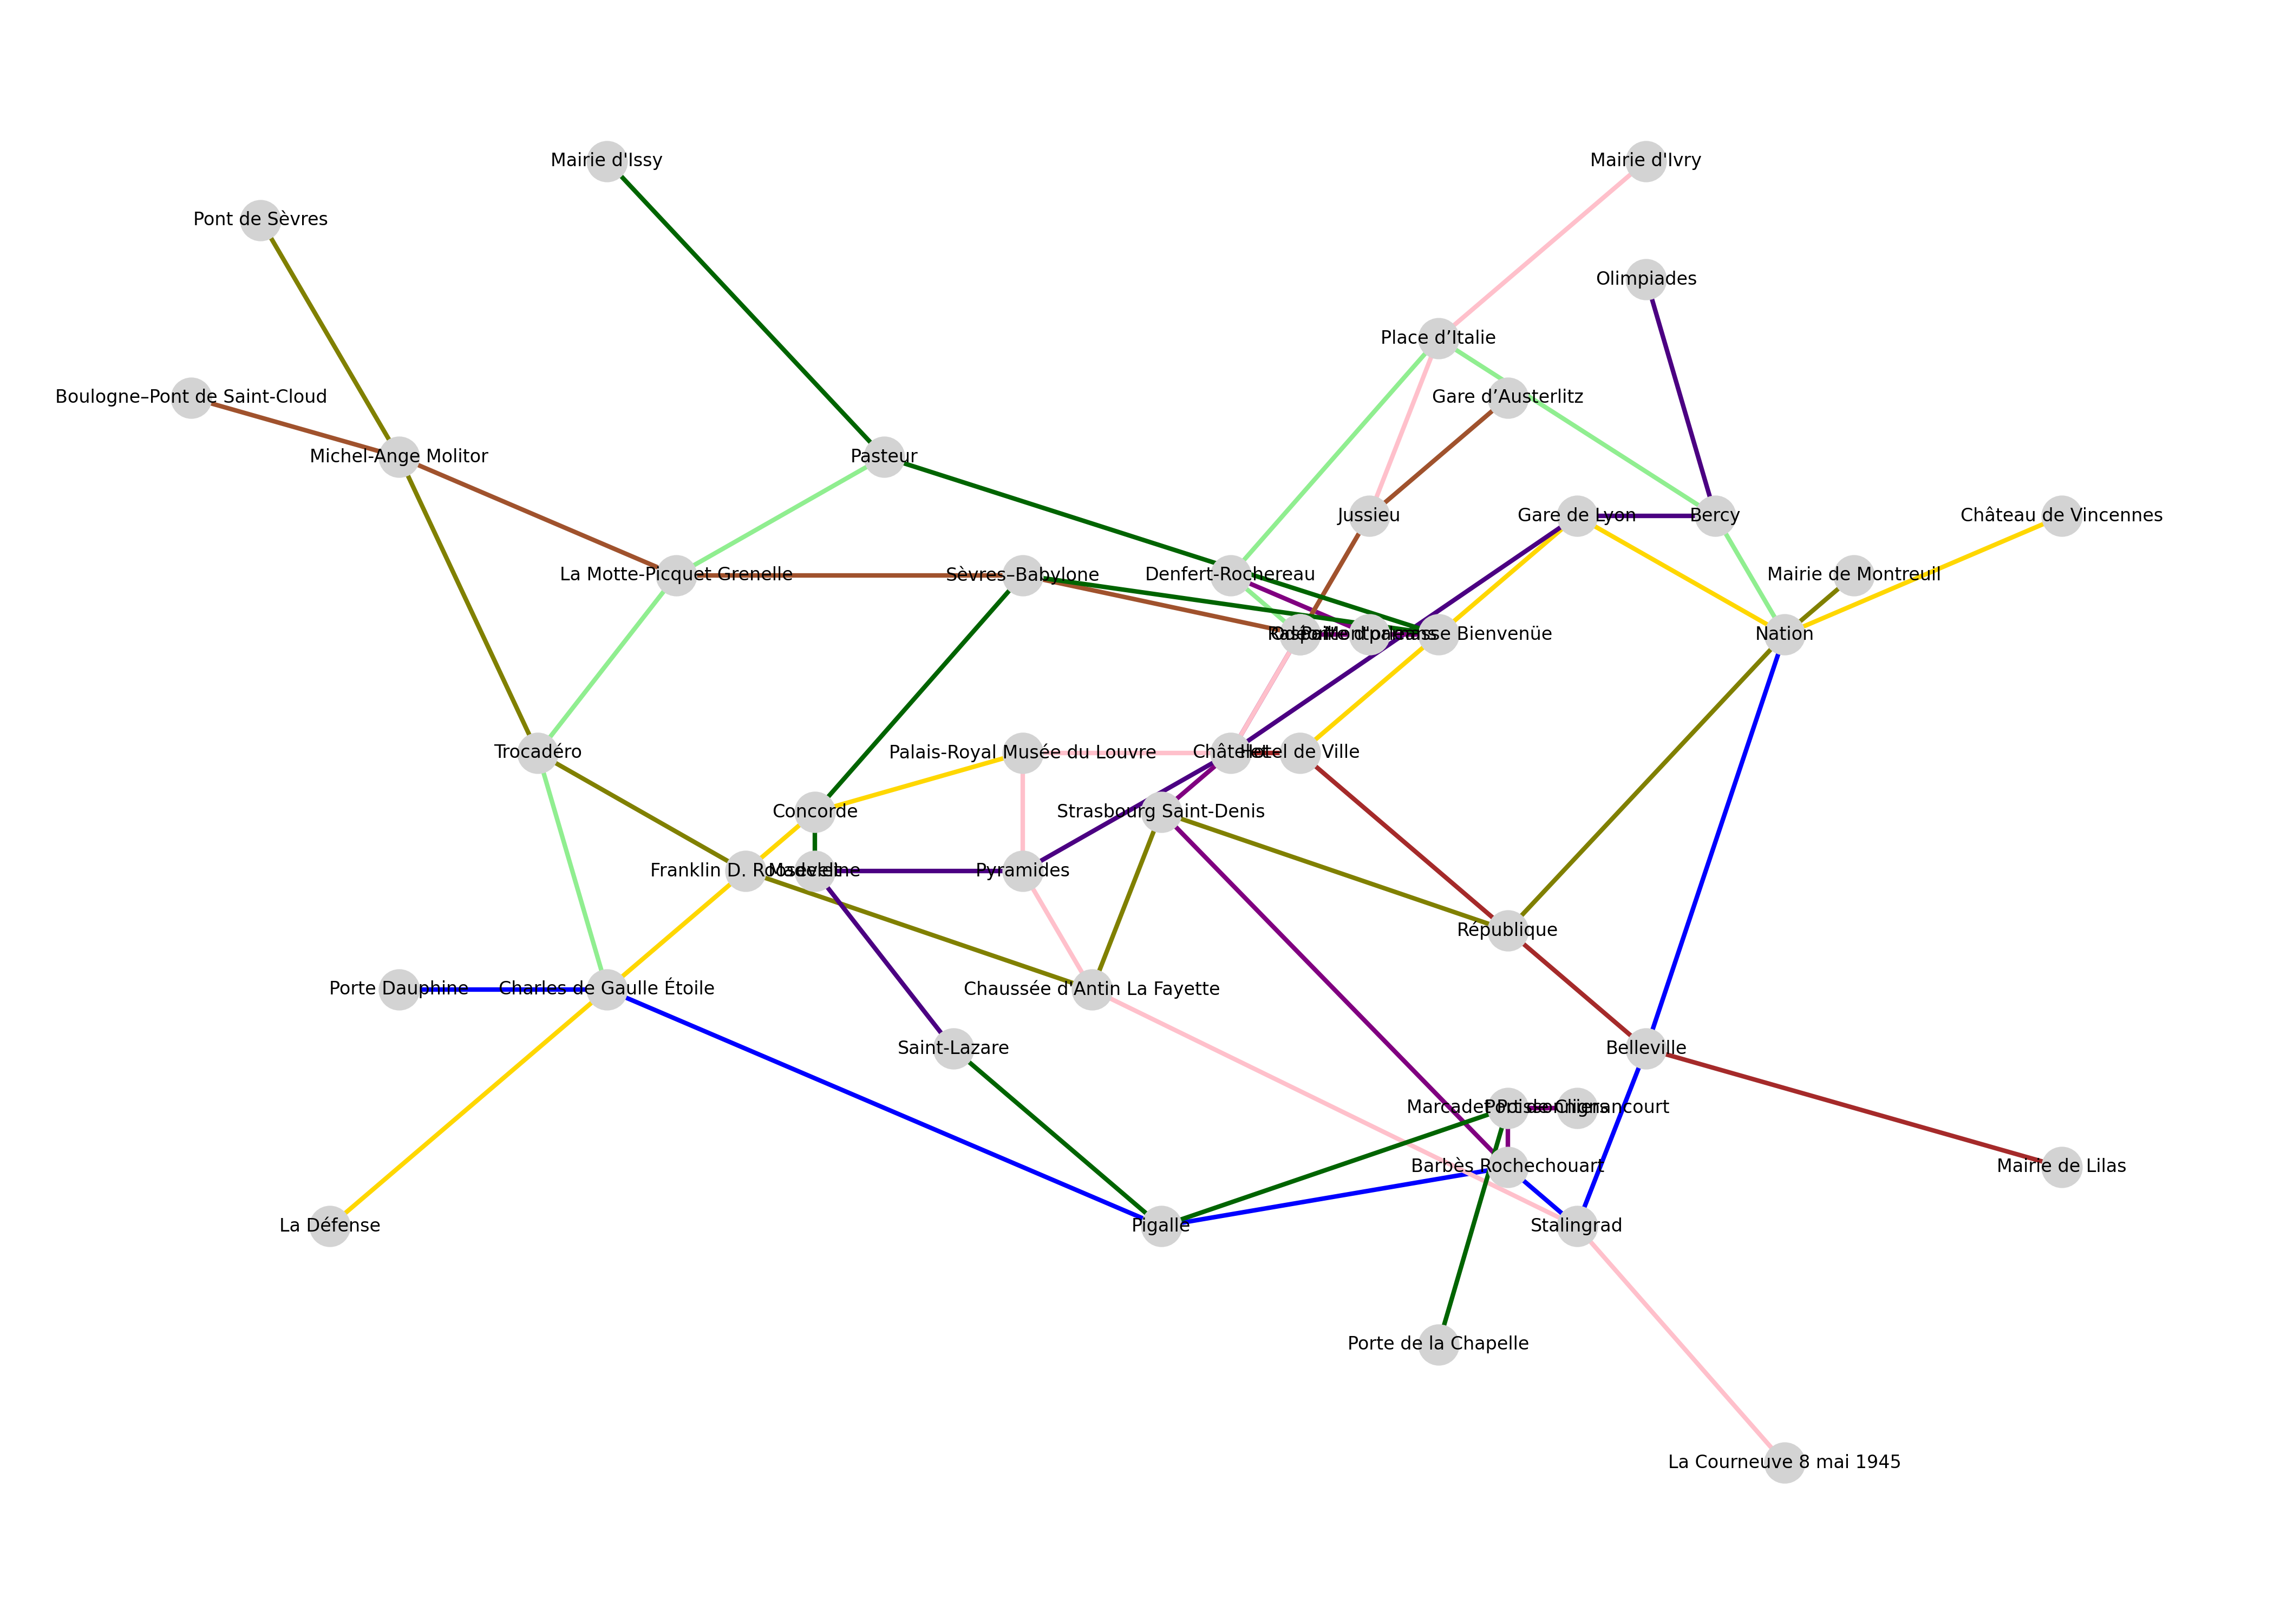 Mairie d'Issy
Mairie d'Ivry
Pont de Sèvres
Olimpiades
Place d’Italie
Boulogne–Pont de Saint-Cloud
Gare d’Austerlitz
Michel-Ange Molitor
Pasteur
Jussieu
Gare de Lyon
Bercy
Château de Vincennes
La Motte-Picquet Grenelle
Sèvres–Babylone
Denfert-Rochereau
Mairie de Montreuil
Bienvenüe
Nation
Trocadéro
Palais-Royal Musée du Louvre
Châtelet
Hotel de Ville
Concorde
Strasbourg Saint-Denis
Franklin D. Roosevelt
Madeleine
Pyramides
République
Porte Dauphine
Charles de Gaulle Étoile
Chaussée d'Antin La Fayette
Saint-Lazare
Belleville
Marcadet Poissonniers
Port de Clignancourt
Barbès Rochechouart
Mairie de Lilas
La Défense
Pigalle
Stalingrad
Porte de la Chapelle
La Courneuve 8 mai 1945